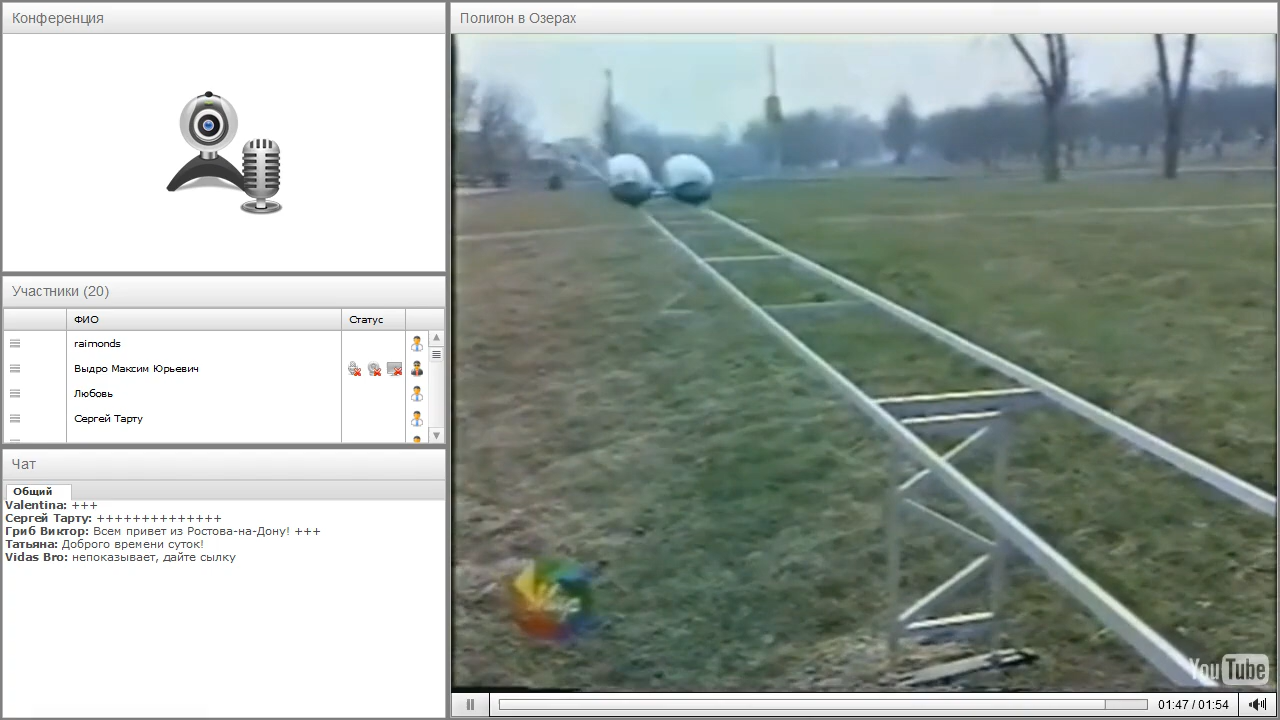 Конференция
Полигон в Озерах
Участники (20)
ФИО
Статус
raimonds
Выдро Максим Юрьевич
Любовь
Сергей Тарту
Чат
Общий
Valentina: +++
Сергей Тарту: ++++++++++++++
Гриб Виктор: Всем привет из Ростова-на-Дону! +++
Татьяна: Доброго времени суток!
Vidas Bro: непоказывает, дайте сылку
YouTube
01:47 / 01:54